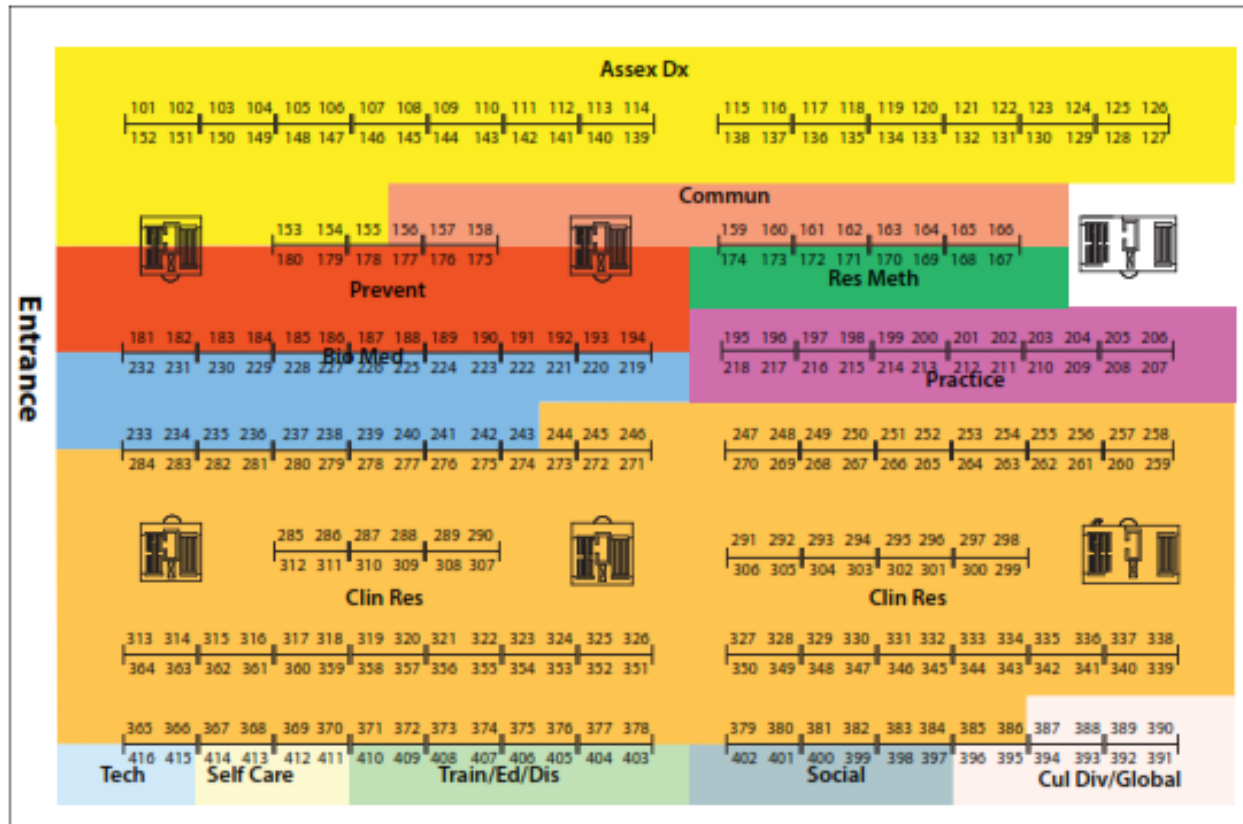 Assex Dx
101 102 103 104 105 106 107 108 109 110 111 112 113 114 115 116 117 118 119 120 121 122 123 124 125 126
152 151 150 149 148 147 146 145 144 143 142 141 140 139 138 137 136 135 134 133 132 131 130 129 128 127
Commun
153 154 155 156 157 158 159 160 161 162 163 164 165 166
180 179 178 177 176 175 174 173 172 171 170 169 168 167
Prevent Res Meth
Entrance
181 182 183 184 185 186 187 188 189 190 191 192 193 194 195 196 197 198 199 200 201 202 203 204 205 206
Bio Med
232 231 230 229 228 227 226 225 224 223 222 221 220 219 218 217 216 215 214 213 212 211 210 209 208 207
Practice
233 234 235 236 237 238 239 240 241 242 243 244 245 246 247 248 249 250 251 252 253 254 255 256 257 258
284 283 282 281 280 279 278 277 276 275 274 273 272 271 270 269 268 267 266 265 264 263 262 261 260 259
285 286 287 288 289 290 291 292 293 294 295 296 297 298
312 311 310 309 308 307 306 305 304 303 302 301 300 299
Clin Res Clin Res
313 314 315 316 317 318 319 320 321 322 323 324 325 326 327 328 329 330 331 332 333 334 335 336 337 338
364 363 362 361 360 359 358 357 356 355 354 353 352 351 350 349 348 347 346 345 344 343 342 341 340 339
365 366 367 368 369 370 371 372 373 374 375 376 377 378 379 380 381 382 383 384 385 386 387 388 389 390
416 415 414 413 412 411 410 409 408 407 406 405 404 403 402 401 400 399 398 397 396 395 394 393 392 391
Tech Self Care Train/Ed/Dis Social Cul Div/Global